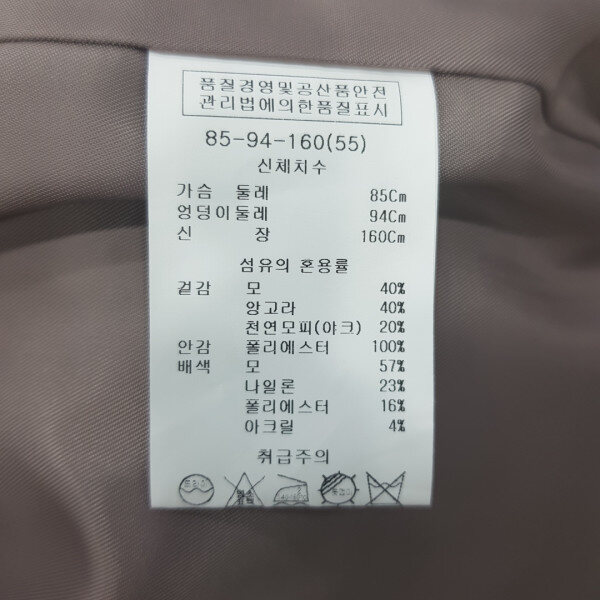 품질경영및공산품안전
관리법에의한품질표시
85-94-160(55)
신체치수
가슴 둘레 85Cm
엉덩이둘레 94Cm
신 장 160Cm
섬유의 혼용률
겉감 모 40%
앙고라 40%
천연모피(야크) 20%
안감 폴리에스터 100%
배색 모 57%
나일론 23%
폴리에스터 16%
아크릴 4%
취급주의
드라이